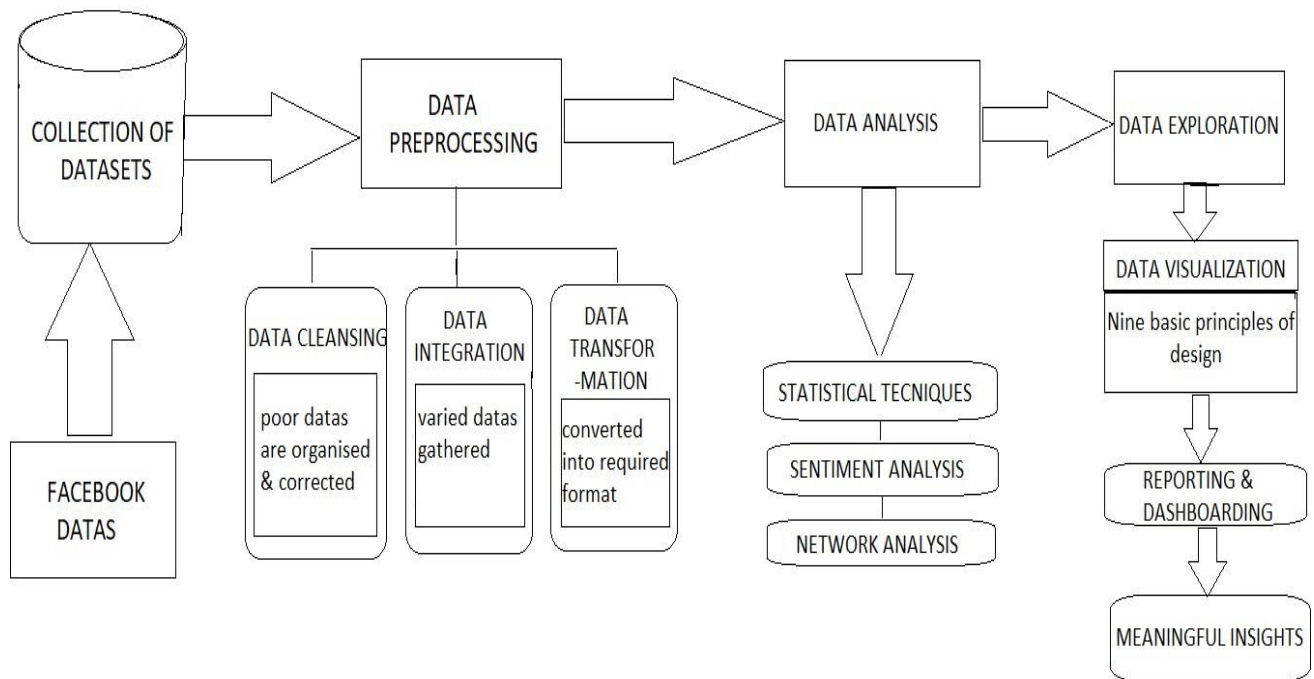 COLLECTION OF
DATASETS
FACEBOOK
DATAS
DATA
PREPROCESSING
DATA CLEANSING
poor datas
are organised
& corrected
DATA
INTEGRATION
varied datas
gathered
DATA
TRANSFOR
-MATION
converted
into required
format
DATA ANALYSIS
STATISTICAL TECNIQUES
SENTIMENT ANALYSIS
NETWORK ANALYSIS
DATA EXPLORATION
DATA VISUALIZATION
Nine basic principles of
design
REPORTING &
DASHBOARDING
MEANINGFUL INSIGHTS